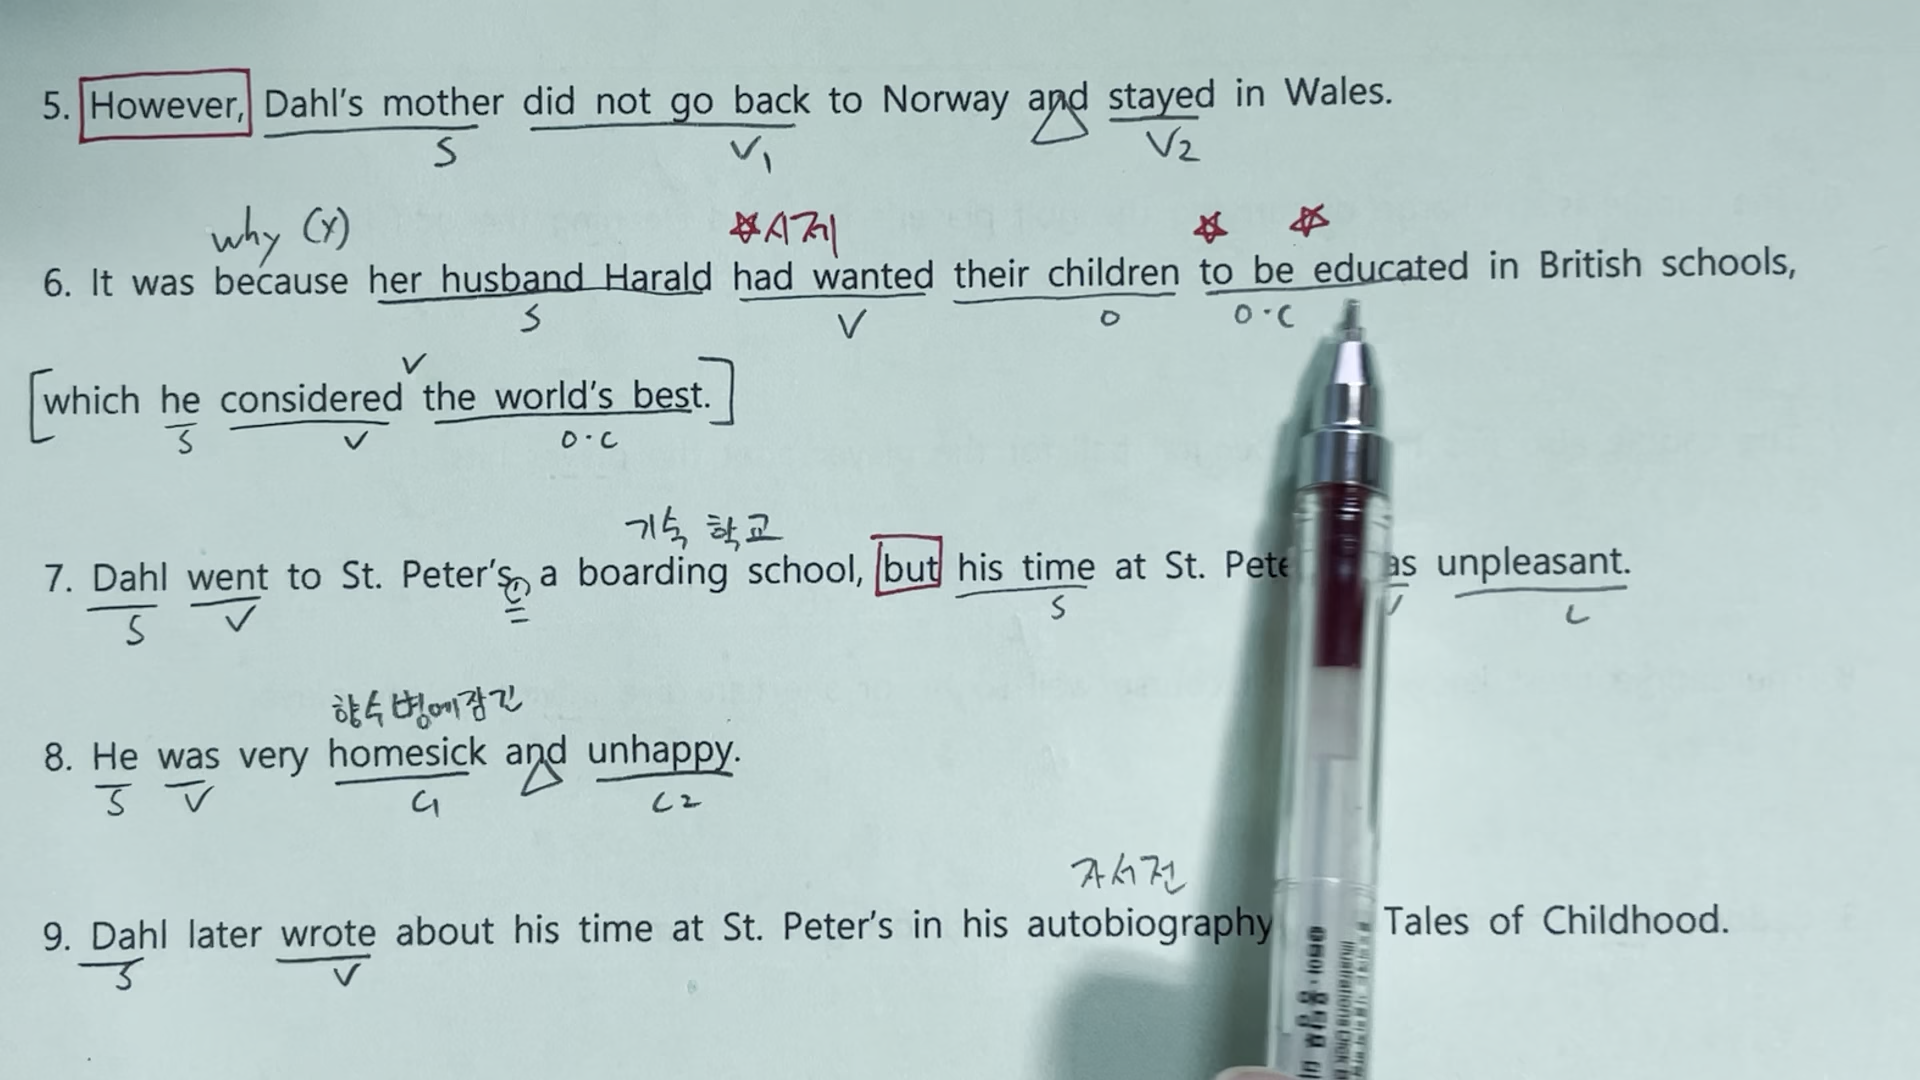 5. However, Dahl's mother did not go back to Norway and stayed in Wales.
S V1 V2
why (x) ☆시제 ☆ ☆
6. It was because her husband Harald had wanted their children to be educated in British schools,
S V O O·C
V
[which he considered the world's best.]
S V O·C
기숙 학교
7. Dahl went to St. Peter's, a boarding school, but his time at St. unpleasant.
S V = S V C
향수병에잠긴
8. He was very homesick and unhappy.
S V C1 C2
자서전
9. Dahl later wrote about his time at St. Peter's in his autobiography Tales of Childhood.
S V